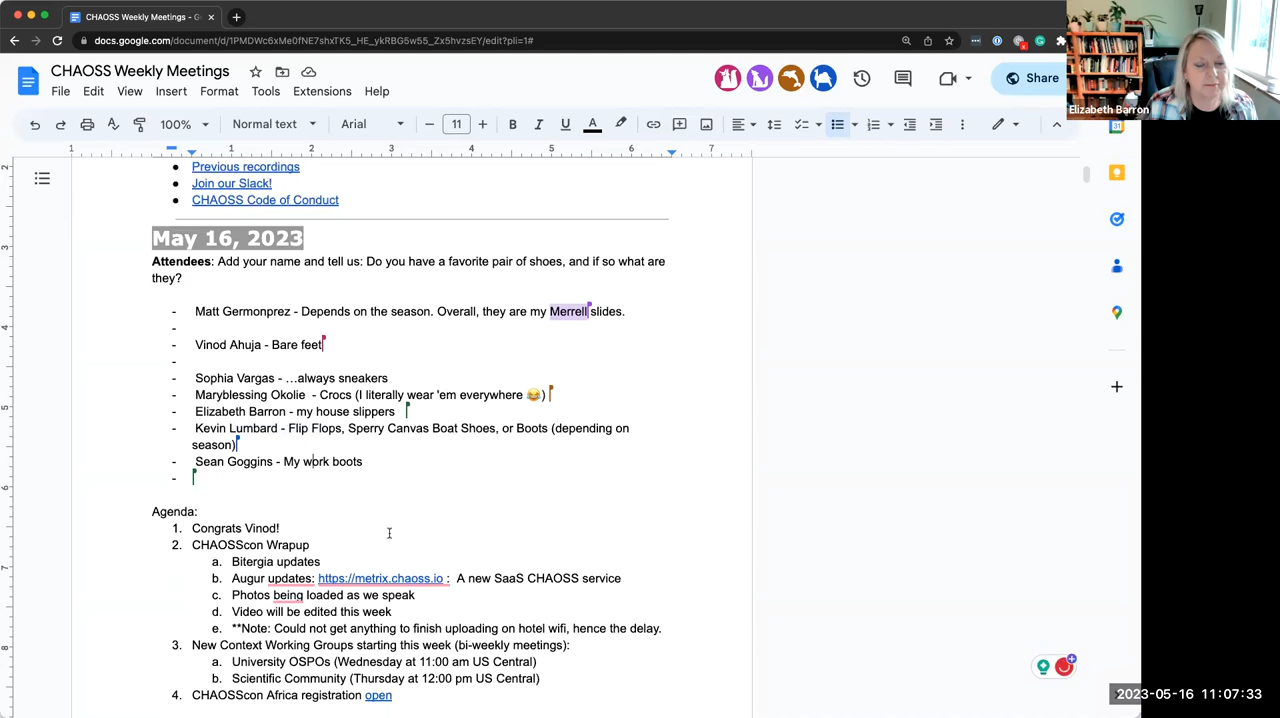 CHAOSS Weekly Meetings - G
docs.google.com/document/d/1PMDWc6xMe0fNE7shxTK5_HE_ykRBG5w55_Zx5hvzsEY/edit?pli=1#
CHAOSS Weekly Meetings
File Edit View Insert Format Tools Extensions Help
Share
Elizabeth Barron
100% Normal text Arial 11
1 1 2 3 4 5 6 7
Previous recordings
Join our Slack!
CHAOSS Code of Conduct
May 16, 2023
Attendees: Add your name and tell us: Do you have a favorite pair of shoes, and if so what are
they?
- Matt Germonprez - Depends on the season. Overall, they are my Merrell slides.
-
- Vinod Ahuja - Bare feet
-
- Sophia Vargas - …always sneakers
- Maryblessing Okolie - Crocs (I literally wear 'em everywhere 😂)
- Elizabeth Barron - my house slippers
- Kevin Lumbard - Flip Flops, Sperry Canvas Boat Shoes, or Boots (depending on
season)
- Sean Goggins - My work boots
-
Agenda:
1. Congrats Vinod!
2. CHAOSScon Wrapup
a. Bitergia updates
b. Augur updates: https://metrix.chaoss.io : A new SaaS CHAOSS service
c. Photos being loaded as we speak
d. Video will be edited this week
e. **Note: Could not get anything to finish uploading on hotel wifi, hence the delay.
3. New Context Working Groups starting this week (bi-weekly meetings):
a. University OSPOs (Wednesday at 11:00 am US Central)
b. Scientific Community (Thursday at 12:00 pm US Central)
4. CHAOSScon Africa registration open
2023-05-16 11:07:33